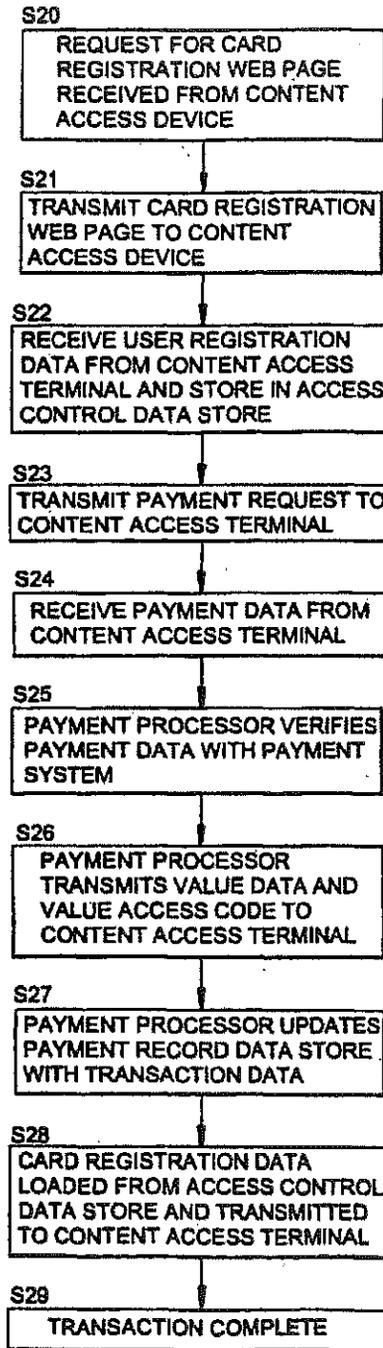 S20
REQUEST FOR CARD
REGISTRATION WEB PAGE
RECEIVED FROM CONTENT
ACCESS DEVICE
S21
TRANSMIT CARD REGISTRATION
WEB PAGE TO CONTENT
ACCESS DEVICE
S22
RECEIVE USER REGISTRATION
DATA FROM CONTENT ACCESS
TERMINAL AND STORE IN ACCESS
CONTROL DATA STORE
S23
TRANSMIT PAYMENT REQUEST TO
CONTENT ACCESS TERMINAL
S24
RECEIVE PAYMENT DATA FROM
CONTENT ACCESS TERMINAL
S25
PAYMENT PROCESSOR VERIFIES
PAYMENT DATA WITH PAYMENT
SYSTEM
S26
PAYMENT PROCESSOR
TRANSMITS VALUE DATA AND
VALUE ACCESS CODE TO
CONTENT ACCESS TERMINAL
S27
PAYMENT PROCESSOR UPDATES
PAYMENT RECORD DATA STORE
WITH TRANSACTION DATA
S28
CARD REGISTRATION DATA
LOADED FROM ACCESS CONTROL
DATA STORE AND TRANSMITTED
TO CONTENT ACCESS TERMINAL
S29
TRANSACTION COMPLETE